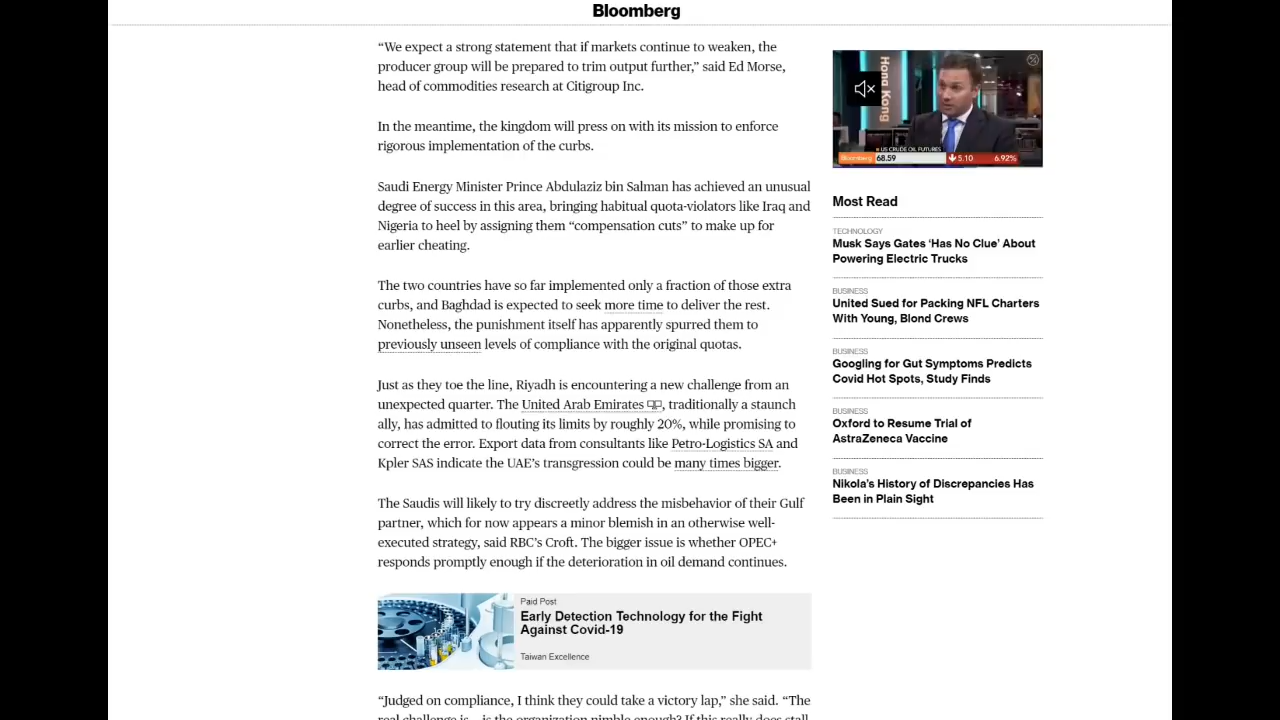 Bloomberg
“We expect a strong statement that if markets continue to weaken, the
producer group will be prepared to trim output further,” said Ed Morse,
head of commodities research at Citigroup Inc.
In the meantime, the kingdom will press on with its mission to enforce
rigorous implementation of the curbs.
Saudi Energy Minister Prince Abdulaziz bin Salman has achieved an unusual
degree of success in this area, bringing habitual quota-violators like Iraq and
Nigeria to heel by assigning them “compensation cuts” to make up for
earlier cheating.
The two countries have so far implemented only a fraction of those extra
curbs, and Baghdad is expected to seek more time to deliver the rest.
Nonetheless, the punishment itself has apparently spurred them to
previously unseen levels of compliance with the original quotas.
Just as they toe the line, Riyadh is encountering a new challenge from an
unexpected quarter. The United Arab Emirates, traditionally a staunch
ally, has admitted to flouting its limits by roughly 20%, while promising to
correct the error. Export data from consultants like Petro-Logistics SA and
Kpler SAS indicate the UAE’s transgression could be many times bigger.
The Saudis will likely to try discreetly address the misbehavior of their Gulf
partner, which for now appears a minor blemish in an otherwise well-
executed strategy, said RBC’s Croft. The bigger issue is whether OPEC+
responds promptly enough if the deterioration in oil demand continues.
Paid Post
Early Detection Technology for the Fight
Against Covid-19
Taiwan Excellence
“Judged on compliance, I think they could take a victory lap,” she said. “The
real challenge is – is the organization nimble enough? If this really does stall
Hong Kong
US CRUDE OIL FUTURES
Bloomberg 68.59 5.10 6.92%
Most Read
TECHNOLOGY
Musk Says Gates ‘Has No Clue’ About
Powering Electric Trucks
BUSINESS
United Sued for Packing NFL Charters
With Young, Blond Crews
BUSINESS
Googling for Gut Symptoms Predicts
Covid Hot Spots, Study Finds
BUSINESS
Oxford to Resume Trial of
AstraZeneca Vaccine
BUSINESS
Nikola’s History of Discrepancies Has
Been in Plain Sight